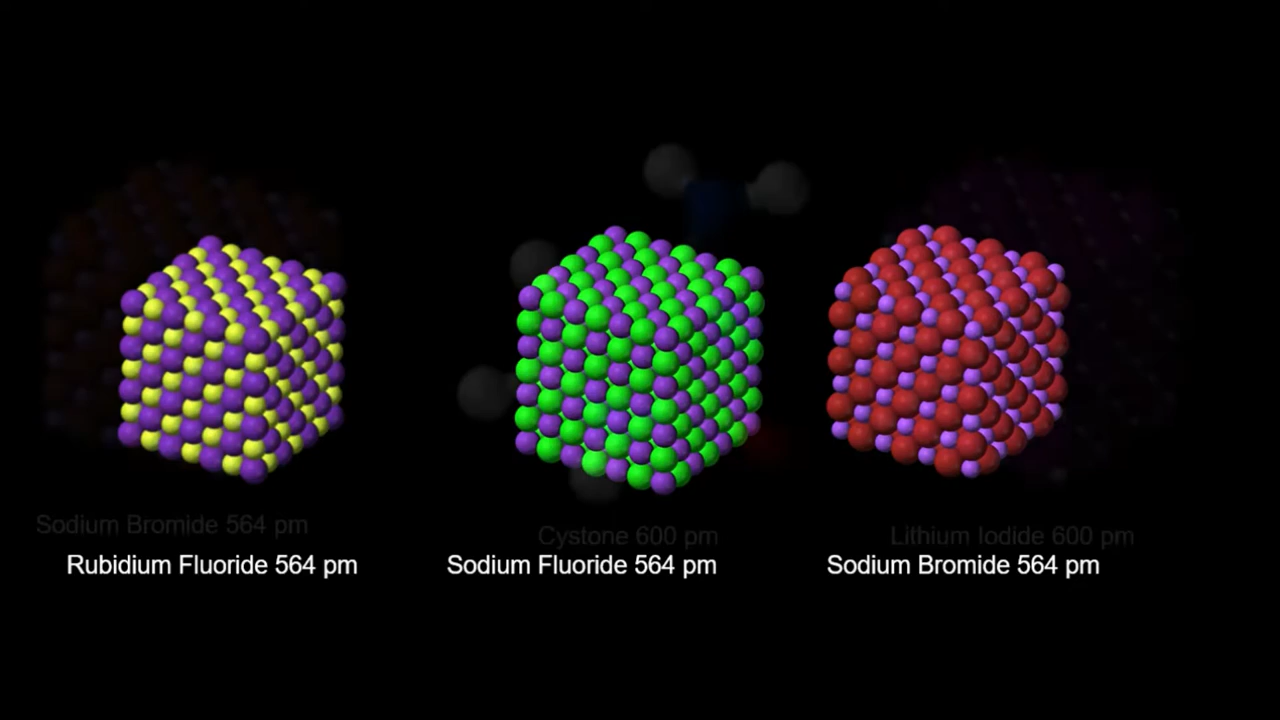 Sodium Bromide 564 pm
Cystone 600 pm
Lithium Iodide 600 pm
Rubidium Fluoride 564 pm
Sodium Fluoride 564 pm
Sodium Bromide 564 pm